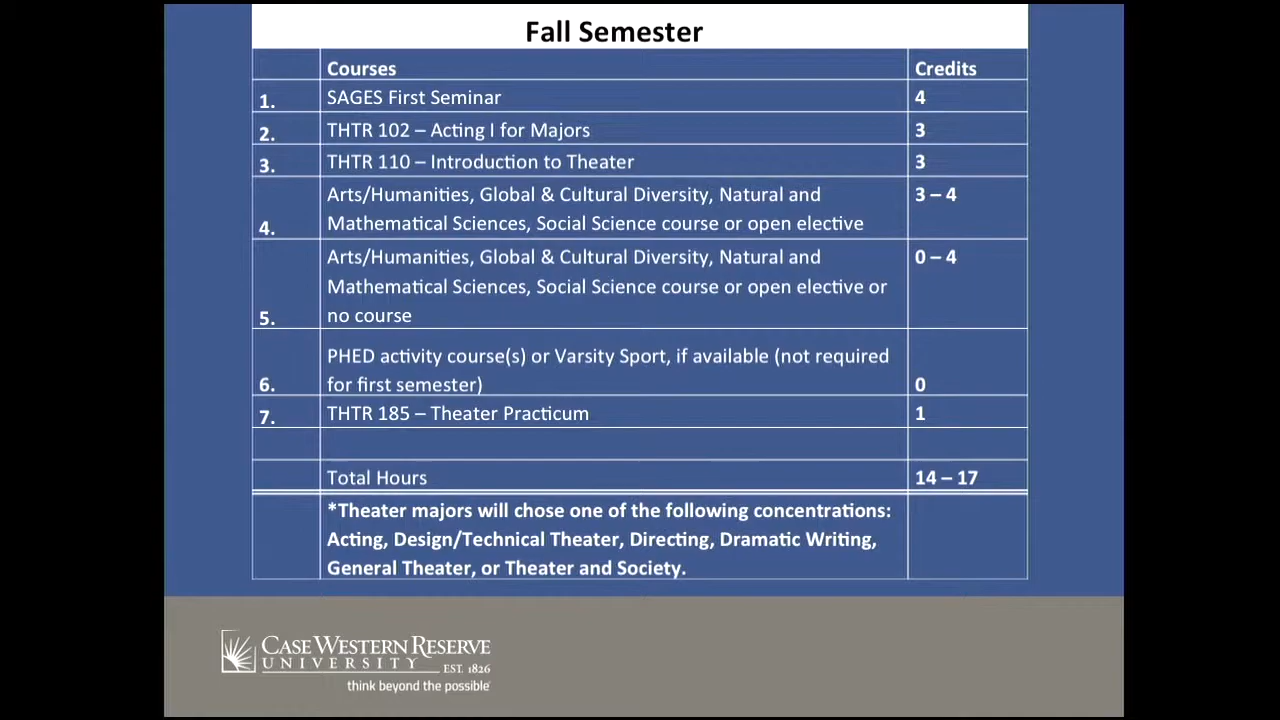 Fall Semester
Courses Credits
1. SAGES First Seminar 4
2. THTR 102 – Acting I for Majors 3
3. THTR 110 – Introduction to Theater 3
Arts/Humanities, Global & Cultural Diversity, Natural and 3 – 4
4. Mathematical Sciences, Social Science course or open elective
Arts/Humanities, Global & Cultural Diversity, Natural and 0 – 4
Mathematical Sciences, Social Science course or open elective or
5. no course
PHED activity course(s) or Varsity Sport, if available (not required
6. for first semester) 0
7. THTR 185 – Theater Practicum 1
Total Hours 14 – 17
*Theater majors will chose one of the following concentrations:
Acting, Design/Technical Theater, Directing, Dramatic Writing,
General Theater, or Theater and Society.
CASE WESTERN RESERVE
UNIVERSITY EST. 1826
think beyond the possible